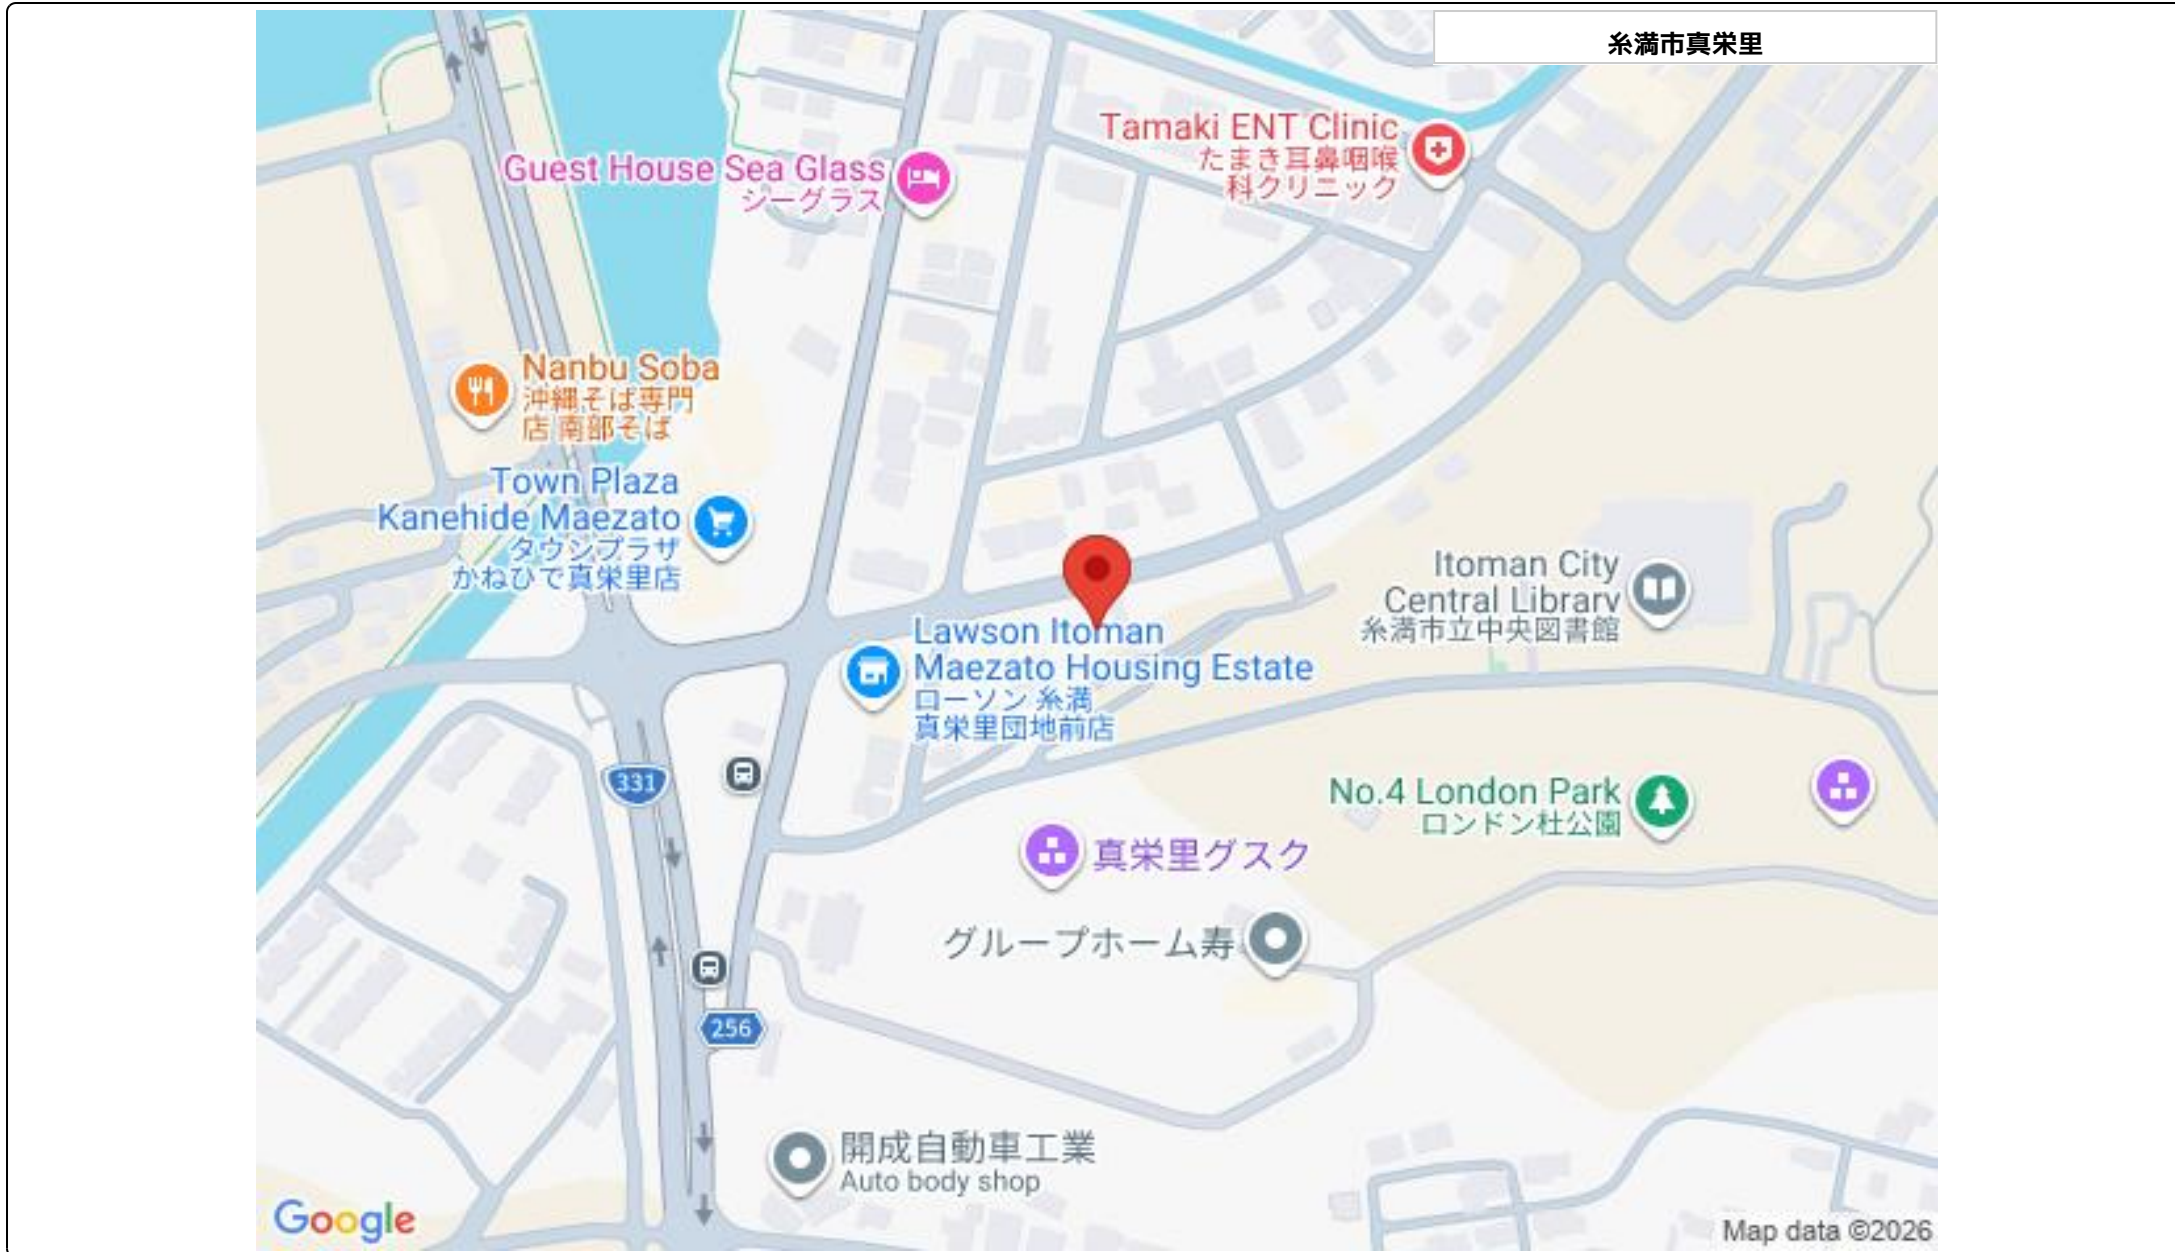 糸満市真栄里
Tamaki ENT Clinic
たまき耳鼻咽喉
科クリニック
Guest House Sea Glass
シーグラス
Nanbu Soba
沖縄そば専門
店 南部そば
Town Plaza
Kanehide Maezato
タウンプラザ
かねひで真栄里店
Itoman City
Central Library
糸満市立中央図書館
Lawson Itoman
Maezato Housing Estate
ローソン 糸満
真栄里団地前店
331
No.4 London Park
ロンドン杜公園
真栄里グスク
グループホーム寿
256
開成自動車工業
Auto body shop
Google
Map data ©2026